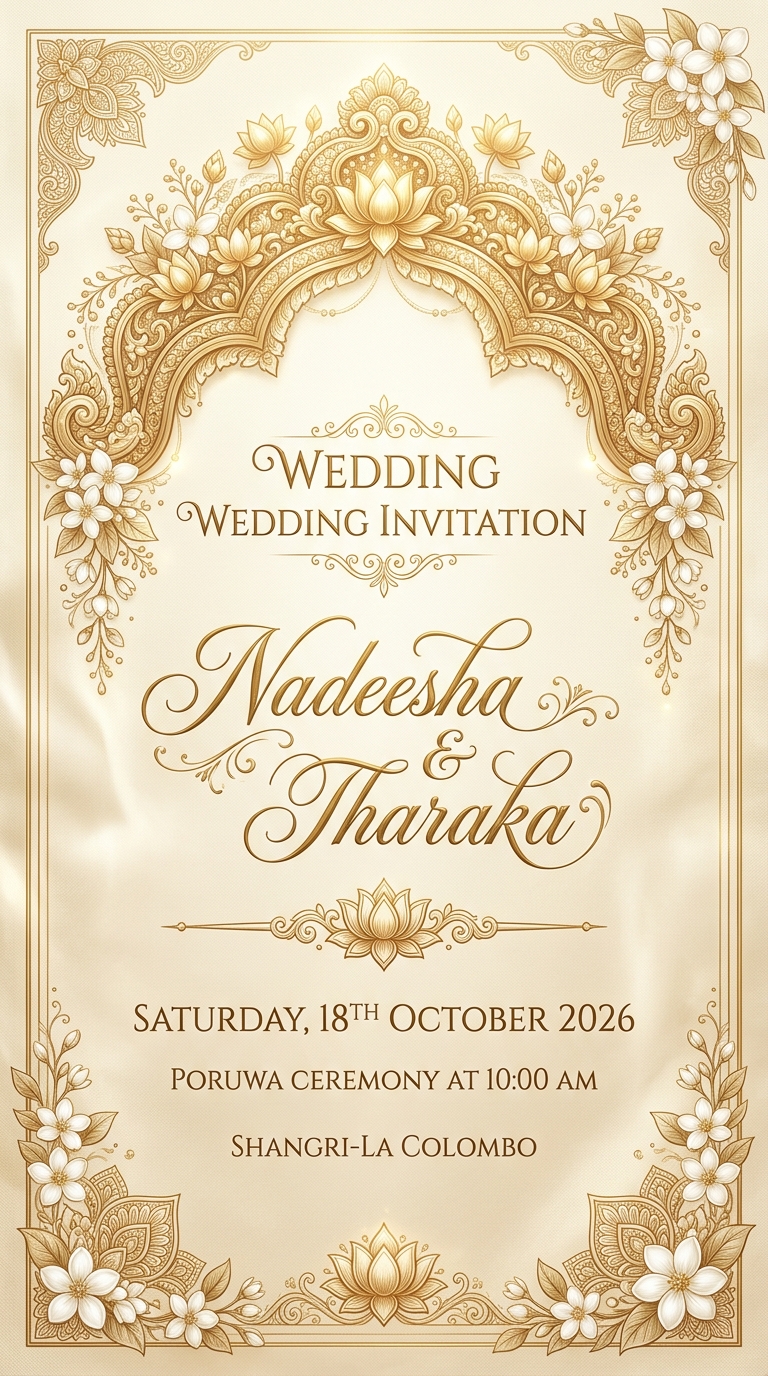 Wedding
Wedding Invitation
Nadeesha
&
Tharaka
Saturday, 18th October 2026
Poruwa ceremony at 10:00 am
Shangri-La Colombo